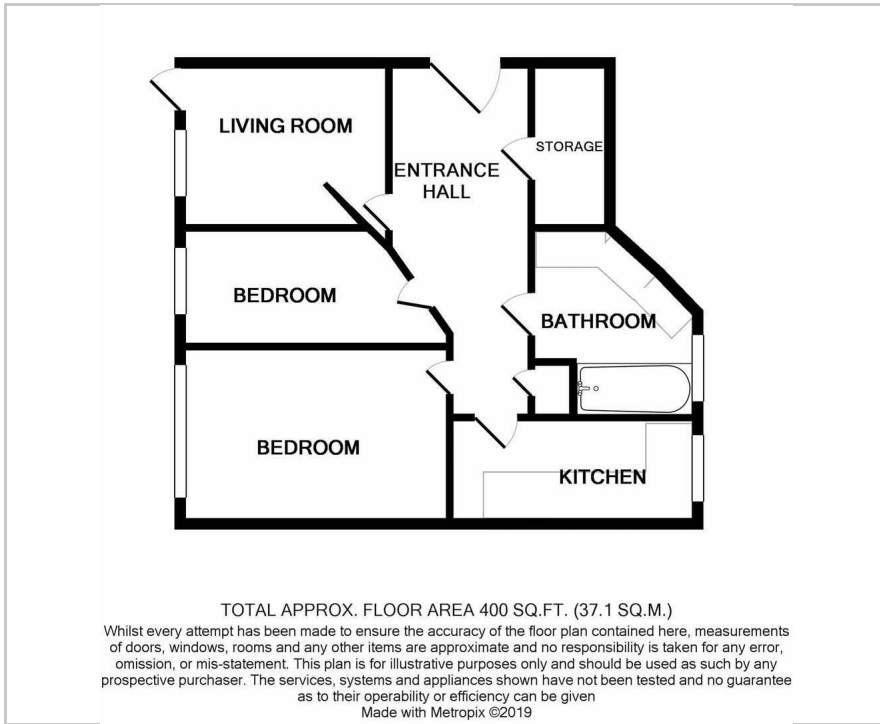 LIVING ROOM
ENTRANCE
HALL
STORAGE
BEDROOM
BATHROOM
BEDROOM
KITCHEN
TOTAL APPROX. FLOOR AREA 400 SQ.FT. (37.1 SQ.M.)
Whilst every attempt has been made to ensure the accuracy of the floor plan contained here, measurements
of doors, windows, rooms and any other items are approximate and no responsibility is taken for any error,
omission, or mis-statement. This plan is for illustrative purposes only and should be used as such by any
prospective purchaser. The services, systems and appliances shown have not been tested and no guarantee
as to their operability or efficiency can be given
Made with Metropix ©2019